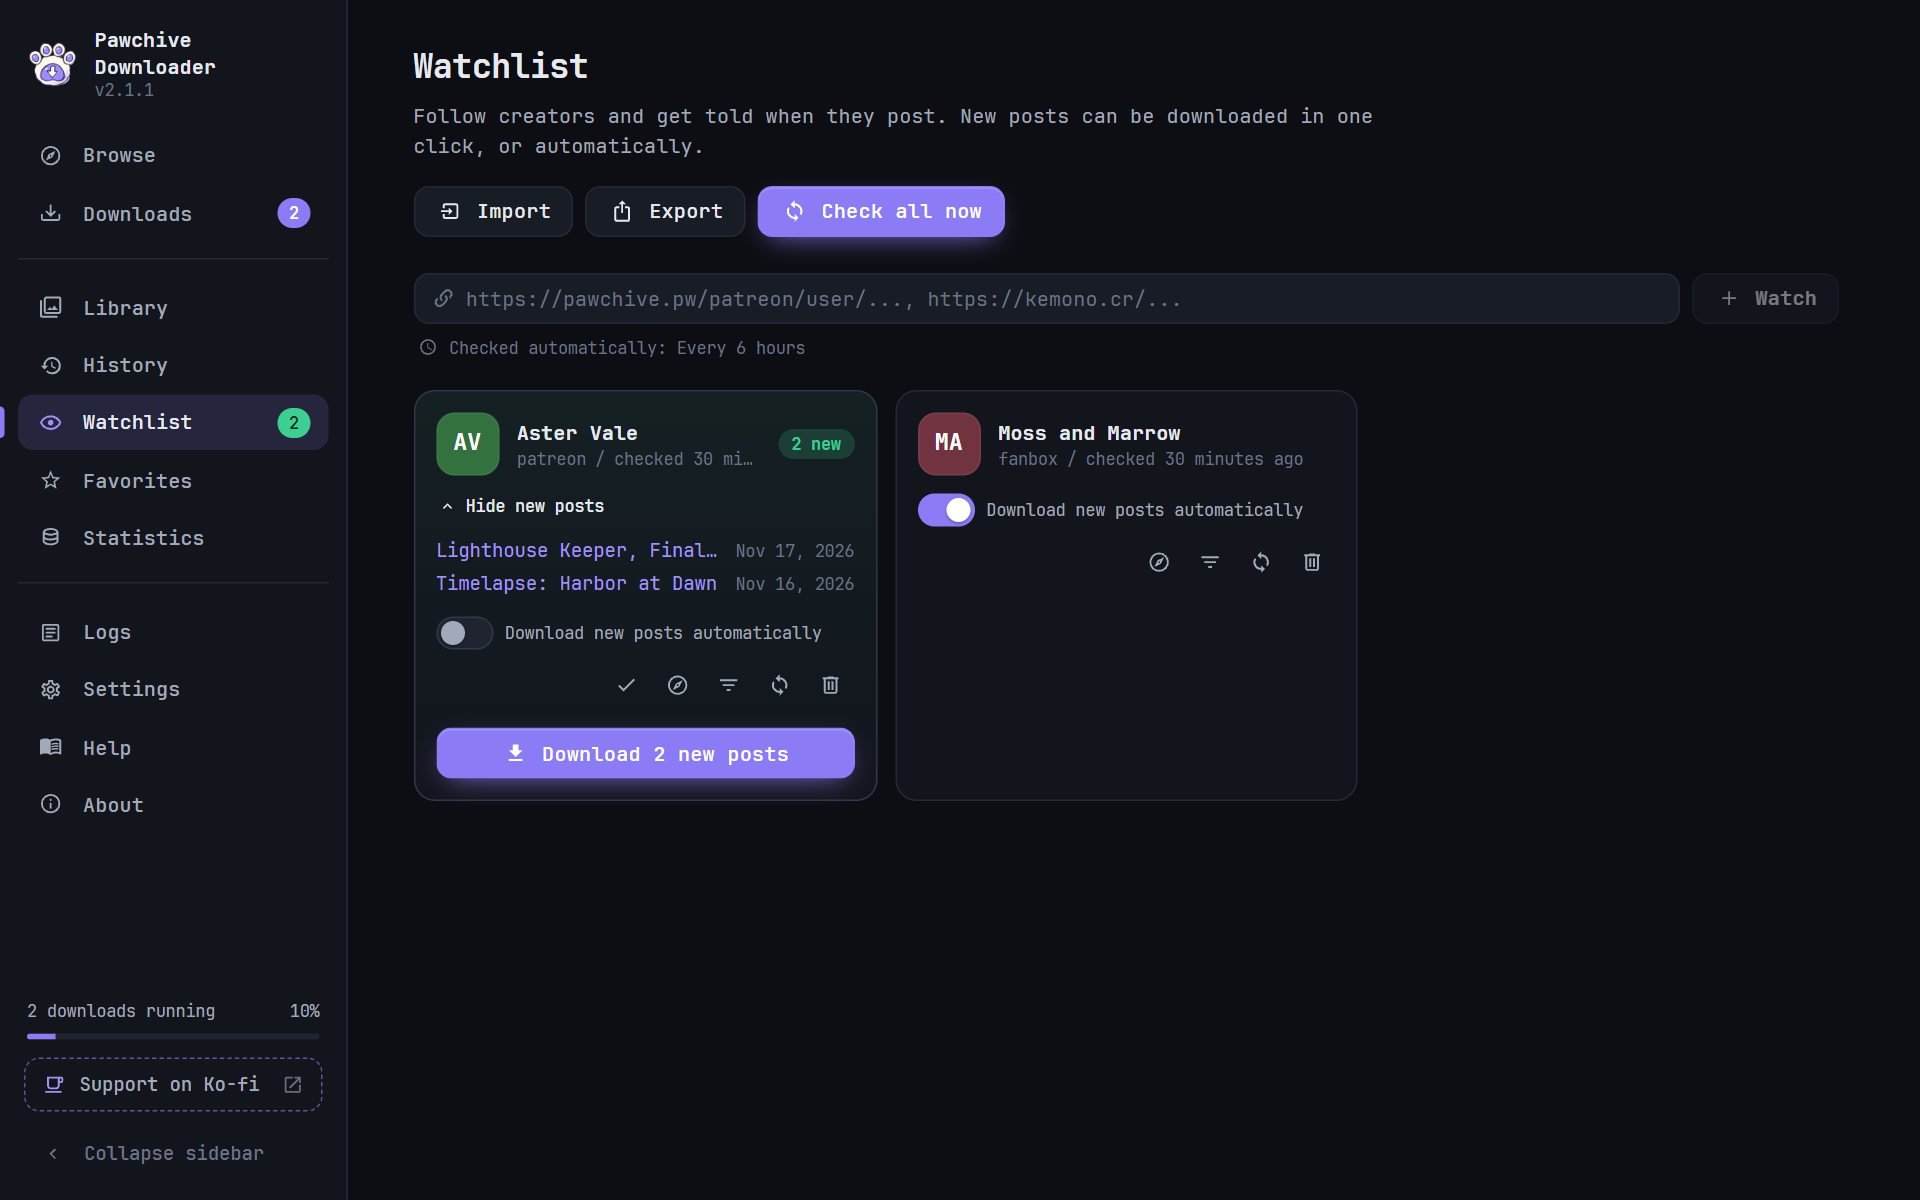 Pawchive
Downloader
v2.1.1
Browse
Downloads 2
Library
History
Watchlist 2
Favorites
Statistics
Logs
Settings
Help
About
2 downloads running 10%
Support on Ko-fi
Collapse sidebar
Watchlist
Follow creators and get told when they post. New posts can be downloaded in one
click, or automatically.
Import Export Check all now
https://pawchive.pw/patreon/user/..., https://kemono.cr/... Watch
Checked automatically: Every 6 hours
AV Aster Vale 2 new
patreon / checked 30 mi…
Hide new posts
Lighthouse Keeper, Final… Nov 17, 2026
Timelapse: Harbor at Dawn Nov 16, 2026
Download new posts automatically
Download 2 new posts
MA Moss and Marrow
fanbox / checked 30 minutes ago
Download new posts automatically